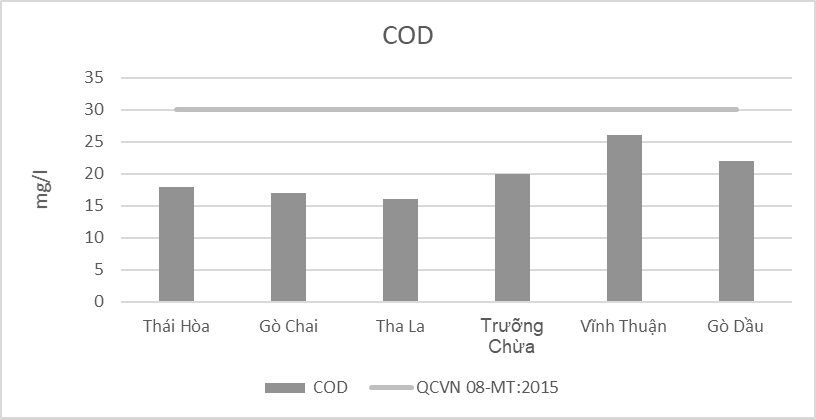 COD
35
30
25
20
15
10
5
0
mg/l
Thái Hòa Gò Chai Tha La Trưỡng Chừa Vĩnh Thuận Gò Dầu
COD QCVN 08-MT:2015